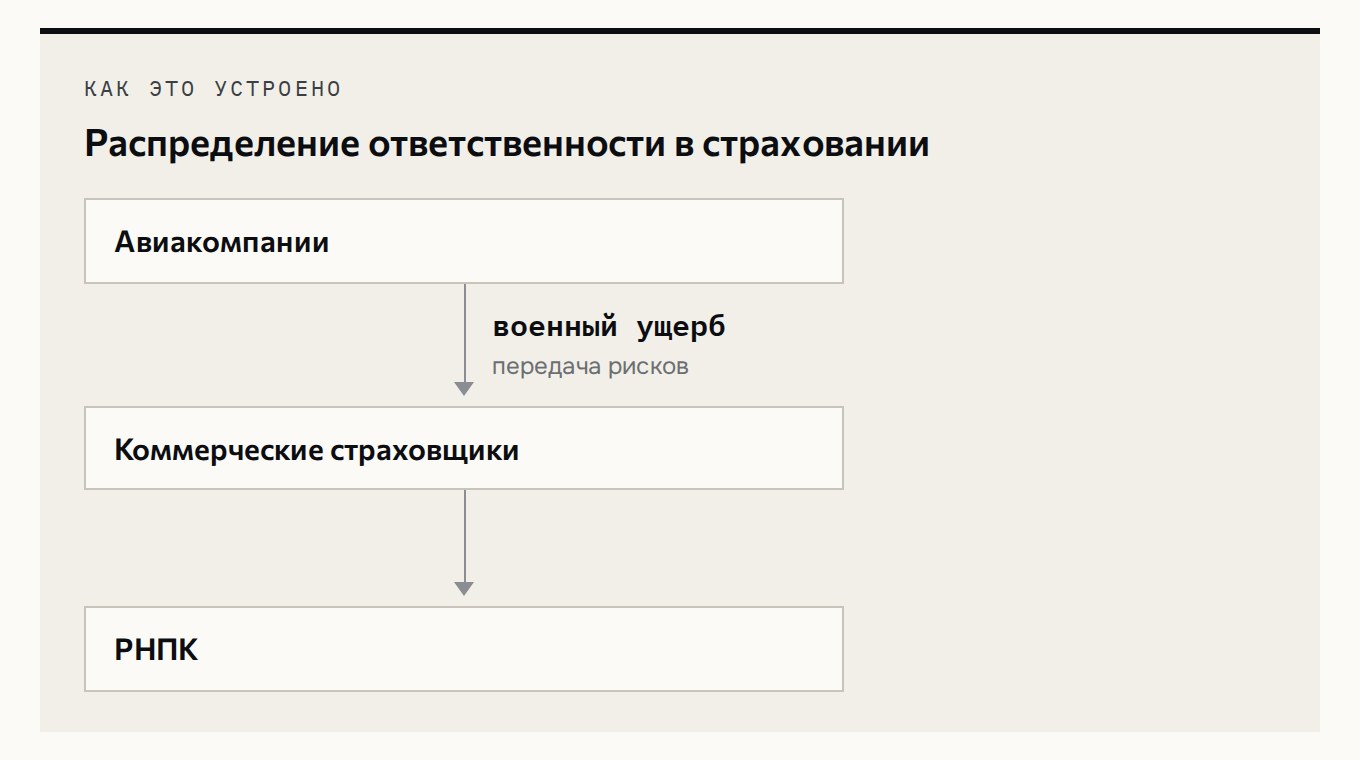 КАК ЭТО УСТРОЕНО
Распределение ответственности в страховании
Авиакомпании
военный ущерб
передача рисков
Коммерческие страховщики
РНПК